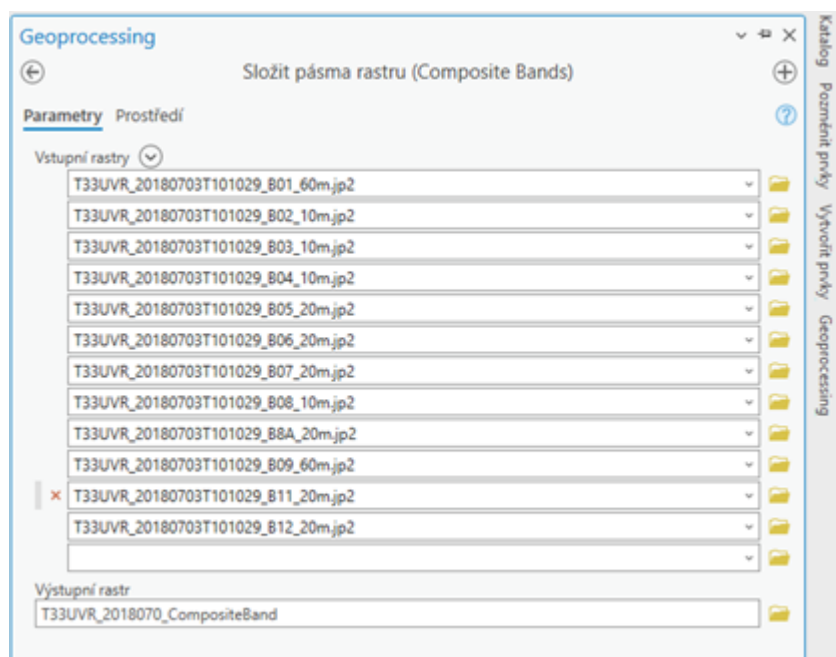 Geoprocessing
Složit pásma rastru (Composite Bands)
Parametry Prostředí
Vstupní rastry
T33UVR_20180703T101029_B01_60m.jp2
T33UVR_20180703T101029_B02_10m.jp2
T33UVR_20180703T101029_B03_10m.jp2
T33UVR_20180703T101029_B04_10m.jp2
T33UVR_20180703T101029_B05_20m.jp2
T33UVR_20180703T101029_B06_20m.jp2
T33UVR_20180703T101029_B07_20m.jp2
T33UVR_20180703T101029_B08_10m.jp2
T33UVR_20180703T101029_B8A_20m.jp2
T33UVR_20180703T101029_B09_60m.jp2
T33UVR_20180703T101029_B11_20m.jp2
T33UVR_20180703T101029_B12_20m.jp2
Výstupní rastr
T33UVR_2018070_CompositeBand
Katalog Pozměnit prvky Vytvořit prvky Geoprocessing